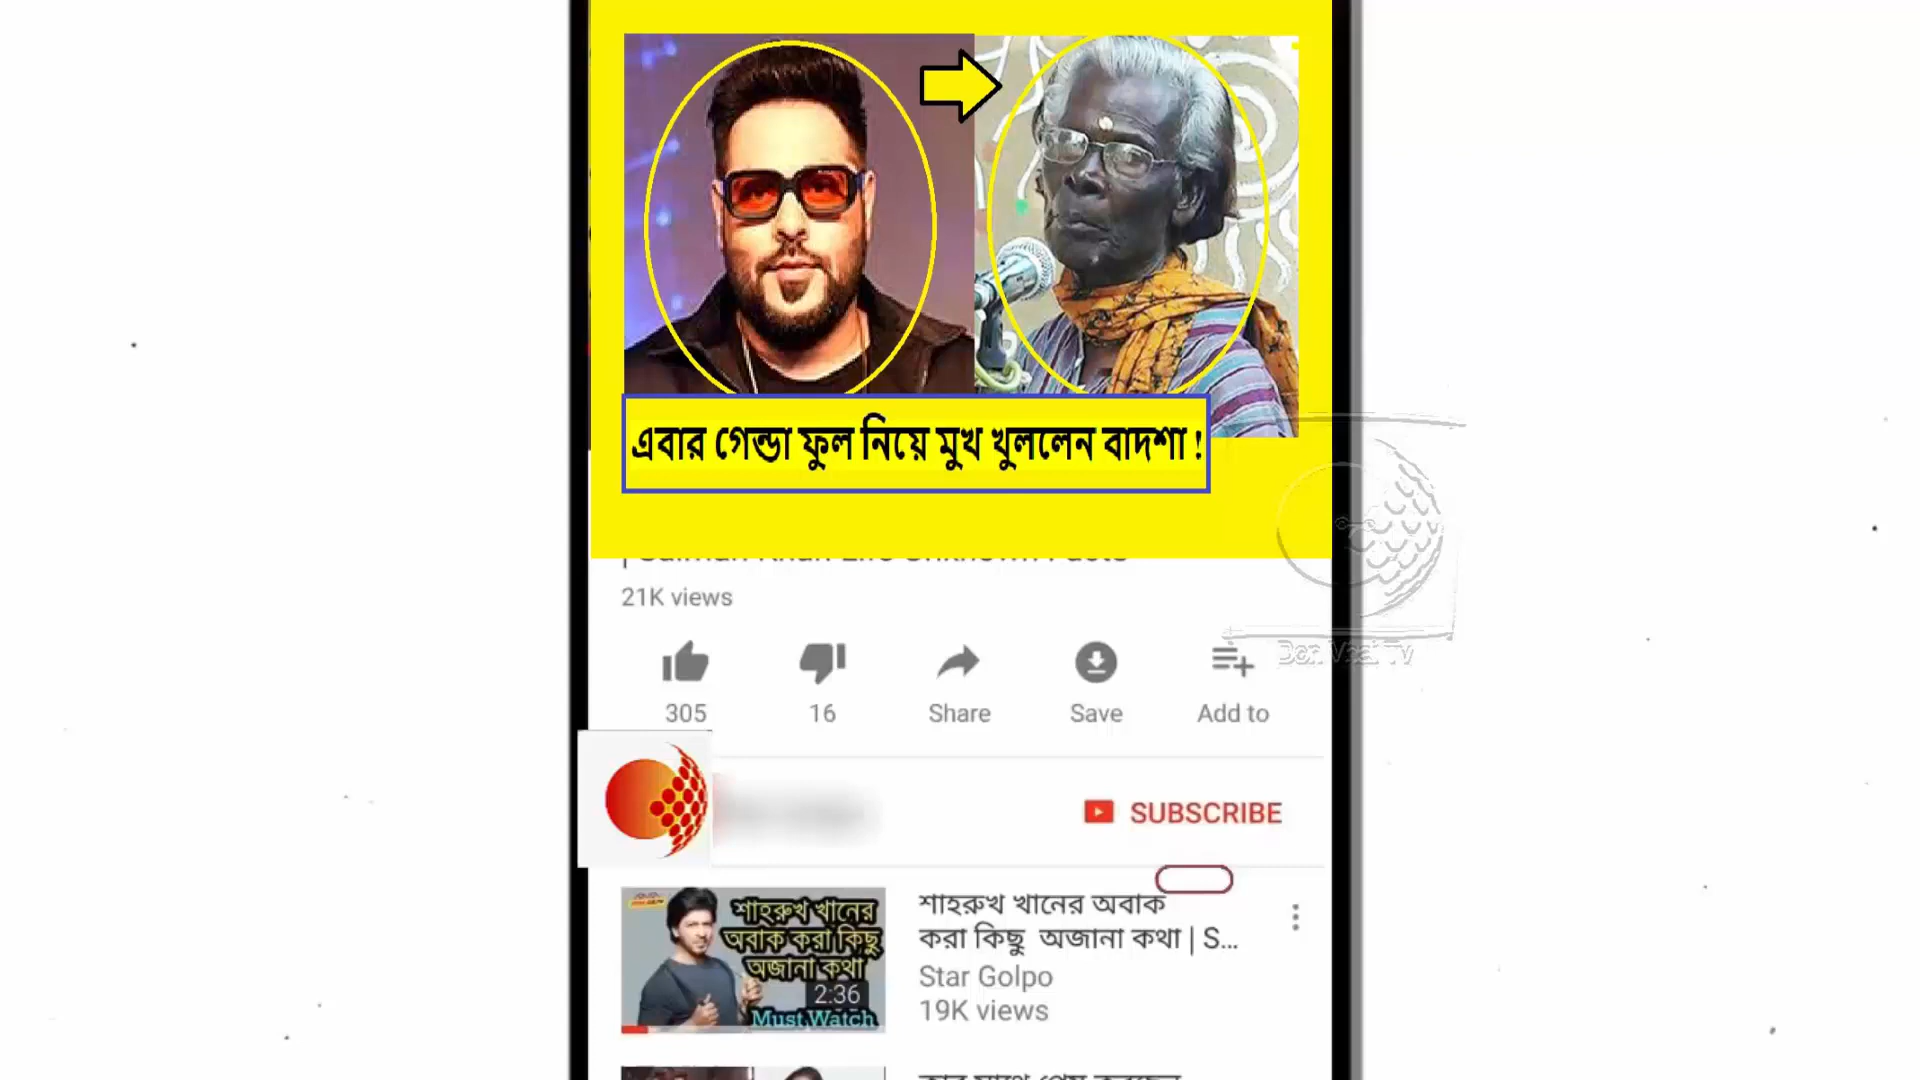 এবার গেন্ডা ফুল নিয়ে মুখ খুললেন বাদশা !
21K views
305
16
Share
Save
Add to
SUBSCRIBE
শাহরুখ খানের
অবাক করা কিছু
অজানা কথা
2:36
Must Watch
শাহরুখ খানের অবাক
করা কিছু অজানা কথা | S...
Star Golpo
19K views